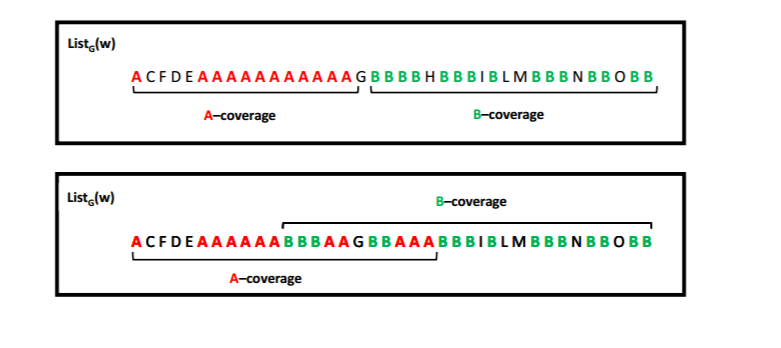 List_G(w)
A C F D E A A A A A A A A A A A G B B B B H B B B I B L M B B B N B B O B B
A–coverage B–coverage
List_G(w)
B–coverage
A C F D E A A A A A A B B B A A G B B A A A B B B I B L M B B B N B B O B B
A–coverage